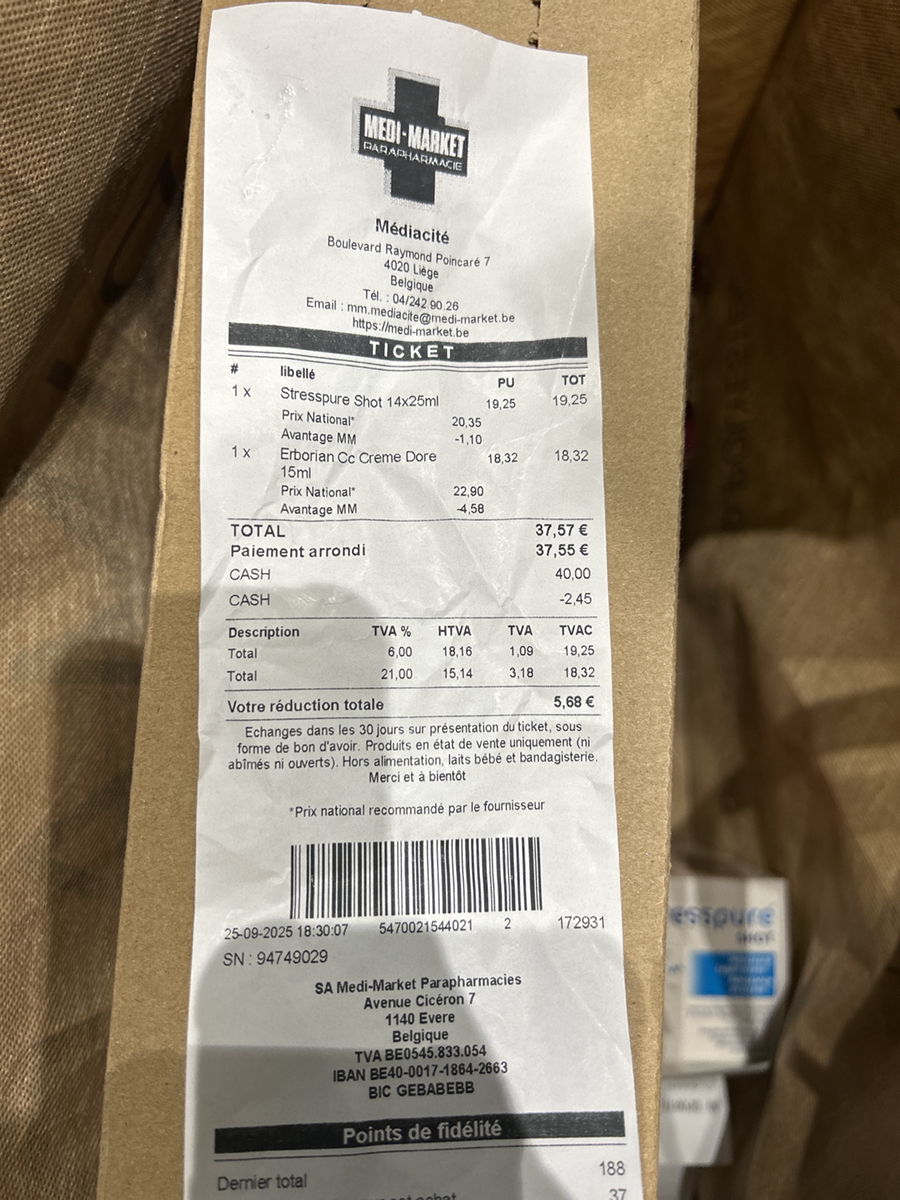 MEDI-MARKET
PARAPHARMACIE
Médiacité
Boulevard Raymond Poincaré 7
4020 Liège
Belgique
Tél. : 04/242.90.26
Email : mm.mediacite@medi-market.be
https://medi-market.be
TICKET
# libellé PU TOT
1 x Stresspure Shot 14x25ml 19,25 19,25
Prix National* 20,35
Avantage MM -1,10
1 x Erborian Cc Creme Dore 18,32 18,32
15ml
Prix National* 22,90
Avantage MM -4,58
TOTAL 37,57 €
Paiement arrondi 37,55 €
CASH 40,00
CASH -2,45
Description TVA % HTVA TVA TVAC
Total 6,00 18,16 1,09 19,25
Total 21,00 15,14 3,18 18,32
Votre réduction totale 5,68 €
Echanges dans les 30 jours sur présentation du ticket, sous
forme de bon d'avoir. Produits en état de vente uniquement (ni
abîmés ni ouverts). Hors alimentation, laits bébé et bandagisterie.
Merci et à bientôt
*Prix national recommandé par le fournisseur
25-09-2025 18:30:07 5470021544021 2 172931
SN : 94749029
SA Medi-Market Parapharmacies
Avenue Cicéron 7
1140 Evere
Belgique
TVA BE0545.833.054
IBAN BE40-0017-1864-2663
BIC GEBABEBB
Points de fidélité
Dernier total 188
achat 37
esspure
SHOT